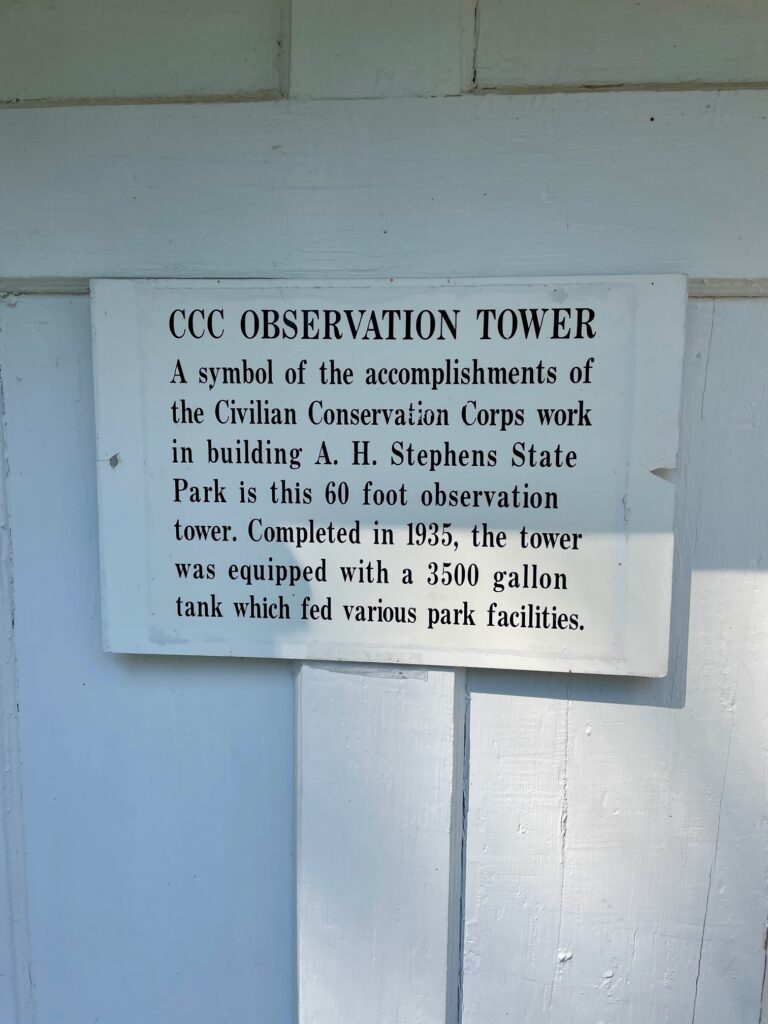 CCC OBSERVATION TOWER
A symbol of the accomplishments of
the Civilian Conservation Corps work
in building A. H. Stephens State
Park is this 60 foot observation
tower. Completed in 1935, the tower
was equipped with a 3500 gallon
tank which fed various park facilities.